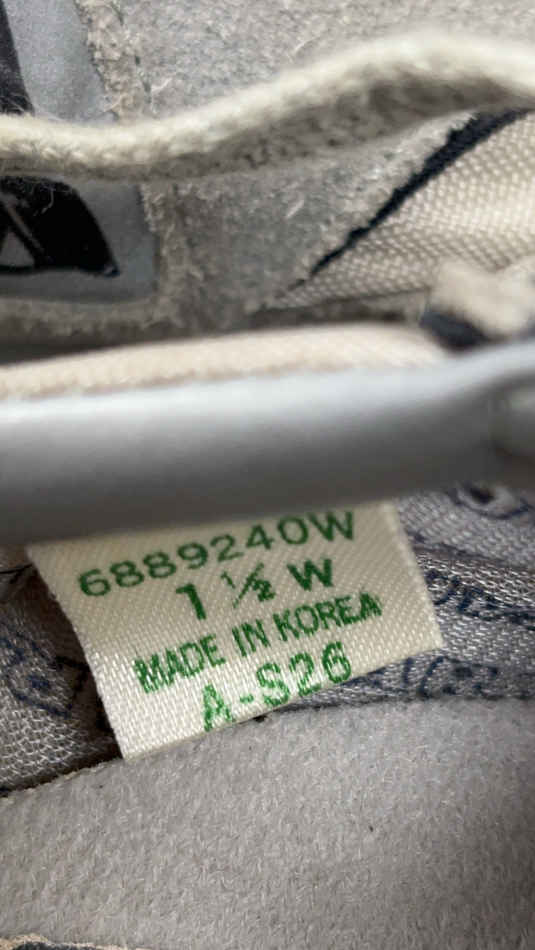 6889240W
1 ½ W
MADE IN KOREA
A-S26